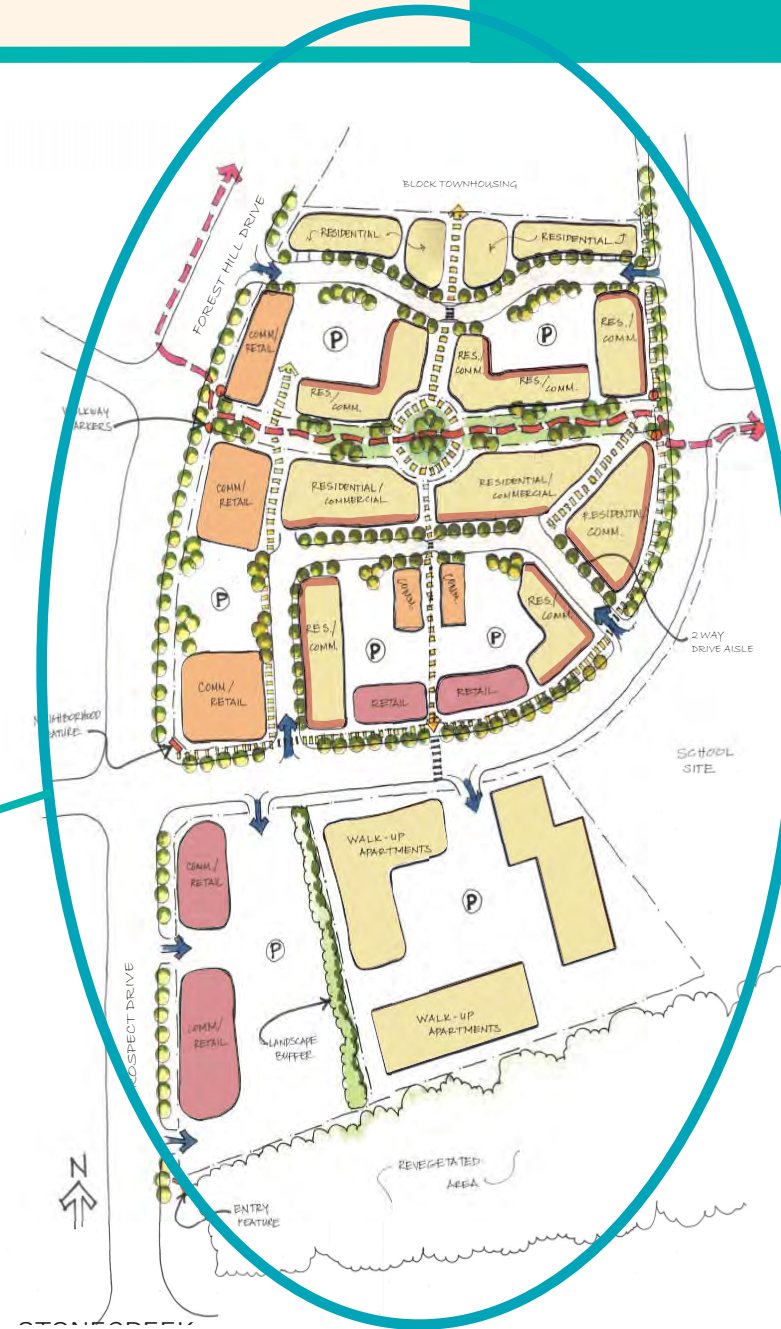 BLOCK TOWNHOUSING
FOREST HILL DRIVE
RESIDENTIAL
RESIDENTIAL
COMM/
RETAIL
P
P
RES./
COMM.
RES./
COMM.
RES./
COMM.
RES/COMM.
WALKWAY
MARKERS
COMM/
RETAIL
RESIDENTIAL/
COMMERCIAL
RESIDENTIAL/
COMMERCIAL
RESIDENTIAL
COMM.
P
RES./
COMM.
COMM.
COMM.
RES./
COMM.
P
P
2 WAY
DRIVE AISLE
COMM/
RETAIL
RETAIL
RETAIL
NEIGHBORHOOD
FEATURE
SCHOOL
SITE
COMM/
RETAIL
WALK-UP
APARTMENTS
P
P
PROSPECT DRIVE
COMM/
RETAIL
LANDSCAPE
BUFFER
WALK-UP
APARTMENTS
N
REVEGETATED
AREA
ENTRY
FEATURE
STONECREEK